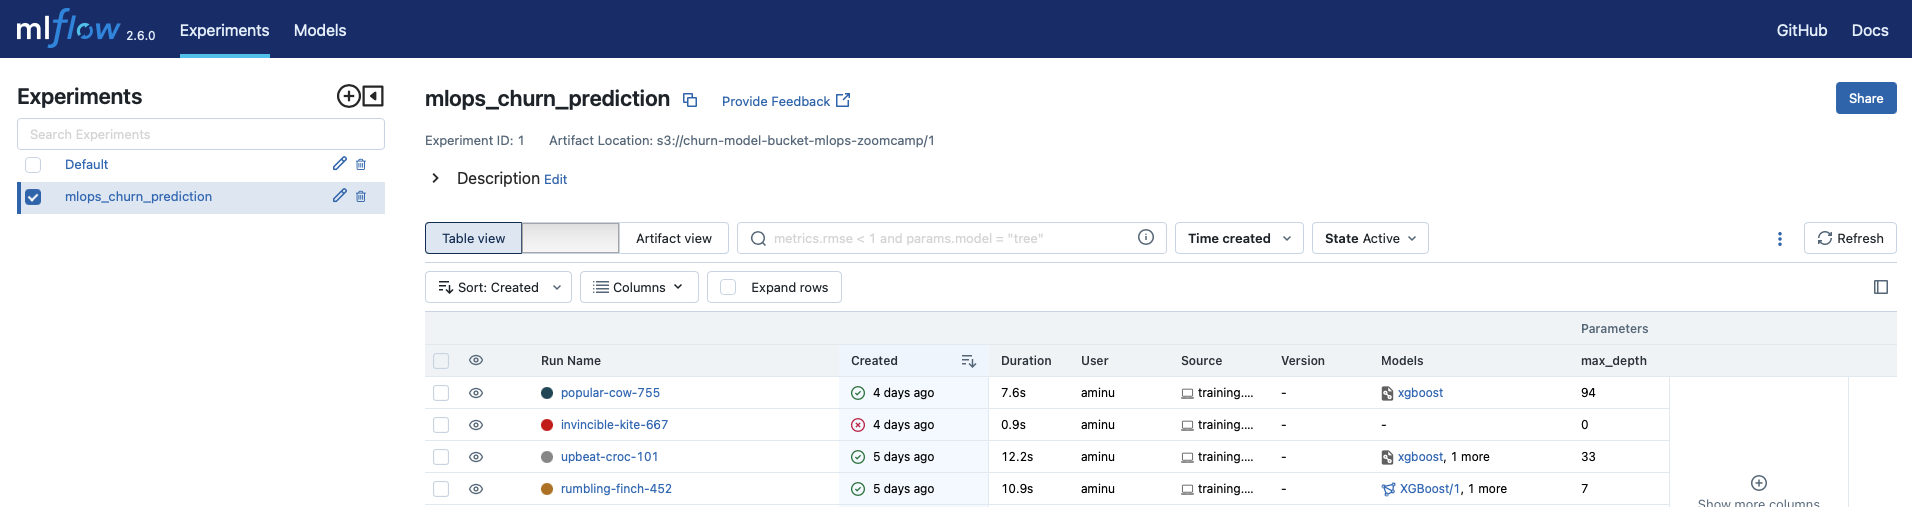 mlflow 2.6.0 Experiments Models GitHub Docs
Experiments
Search Experiments
Default
mlops_churn_prediction
mlops_churn_prediction Provide Feedback Share
Experiment ID: 1 Artifact Location: s3://churn-model-bucket-mlops-zoomcamp/1
Description Edit
Table view Artifact view metrics.rmse < 1 and params.model = "tree" Time created State Active Refresh
Sort: Created Columns Expand rows
Parameters
Run Name Created Duration User Source Version Models max_depth
popular-cow-755 4 days ago 7.6s aminu training.... - xgboost 94
invincible-kite-667 4 days ago 0.9s aminu training.... - - 0
upbeat-croc-101 5 days ago 12.2s aminu training.... - xgboost, 1 more 33
rumbling-finch-452 5 days ago 10.9s aminu training.... - XGBoost/1, 1 more 7
Show more columns